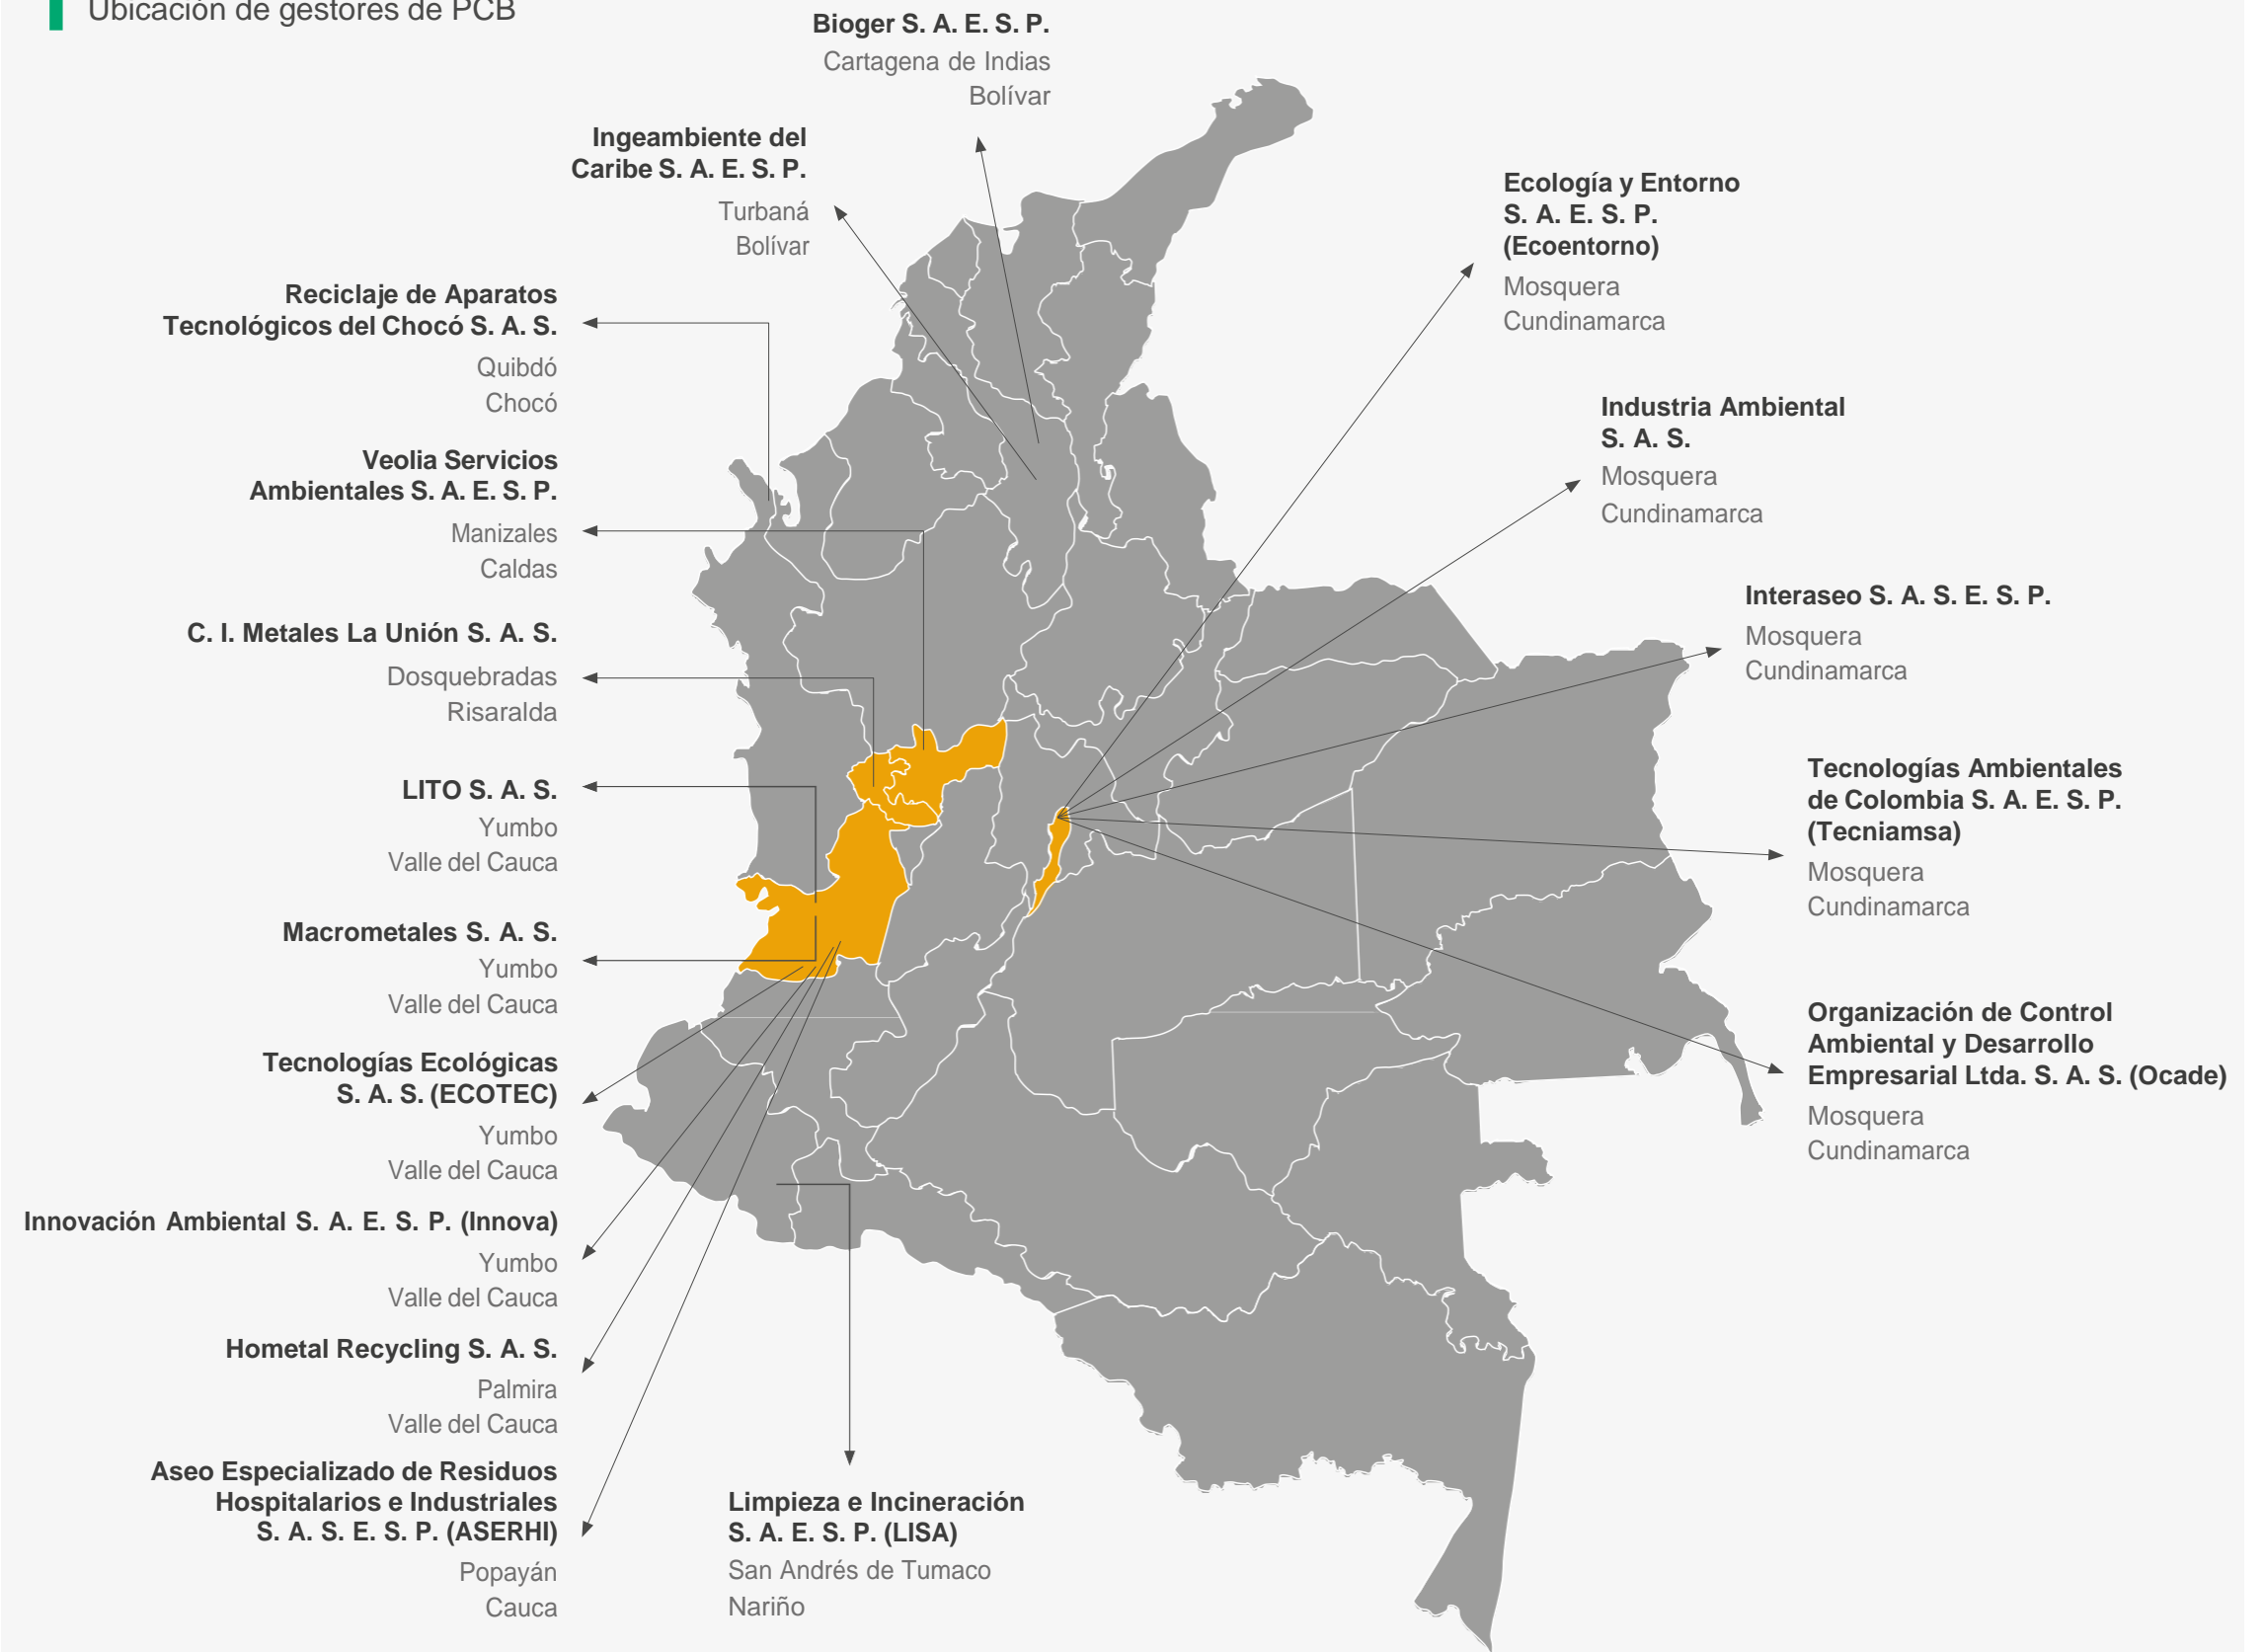 Ubicación de gestores de PCB
Bioger S. A. E. S. P.
Cartagena de Indias
Bolívar
Ingeambiente del
Caribe S. A. E. S. P.
Turbaná
Bolívar
Reciclaje de Aparatos
Tecnológicos del Chocó S. A. S.
Quibdó
Chocó
Veolia Servicios
Ambientales S. A. E. S. P.
Manizales
Caldas
C. I. Metales La Unión S. A. S.
Dosquebradas
Risaralda
LITO S. A. S.
Yumbo
Valle del Cauca
Macrometales S. A. S.
Yumbo
Valle del Cauca
Tecnologías Ecológicas
S. A. S. (ECOTEC)
Yumbo
Valle del Cauca
Innovación Ambiental S. A. E. S. P. (Innova)
Yumbo
Valle del Cauca
Hometal Recycling S. A. S.
Palmira
Valle del Cauca
Aseo Especializado de Residuos
Hospitalarios e Industriales
S. A. S. E. S. P. (ASERHI)
Popayán
Cauca
Limpieza e Incineración
S. A. E. S. P. (LISA)
San Andrés de Tumaco
Nariño
Ecología y Entorno
S. A. E. S. P.
(Ecoentorno)
Mosquera
Cundinamarca
Industria Ambiental
S. A. S.
Mosquera
Cundinamarca
Interaseo S. A. S. E. S. P.
Mosquera
Cundinamarca
Tecnologías Ambientales
de Colombia S. A. E. S. P.
(Tecniamsa)
Mosquera
Cundinamarca
Organización de Control
Ambiental y Desarrollo
Empresarial Ltda. S. A. S. (Ocade)
Mosquera
Cundinamarca